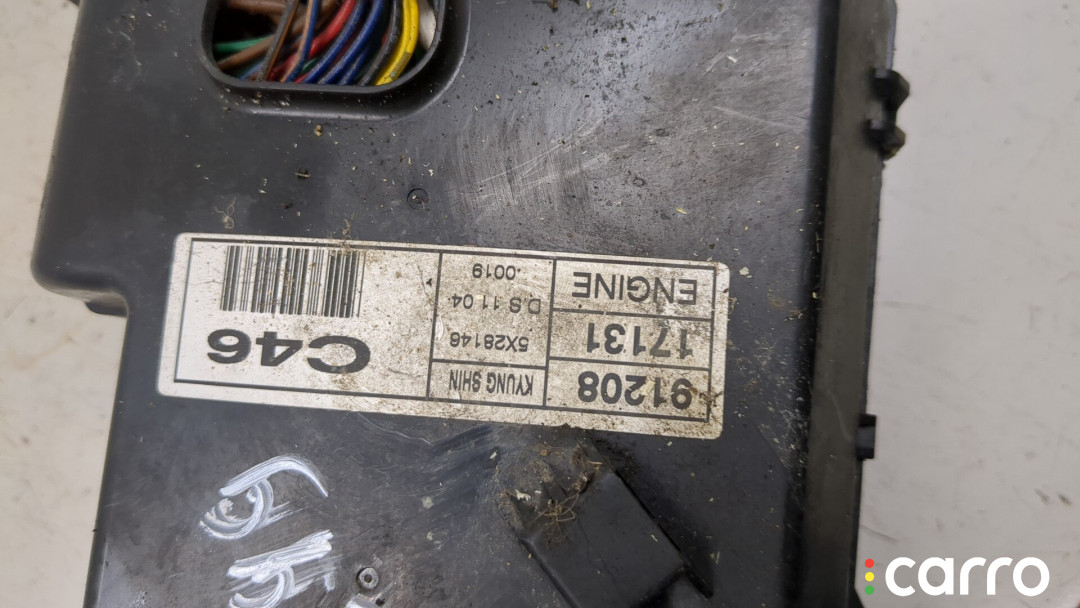 91208
17131
ENGINE
KYUNG SHIN
5X28146
D.S 11 04
.0019
C46
carro